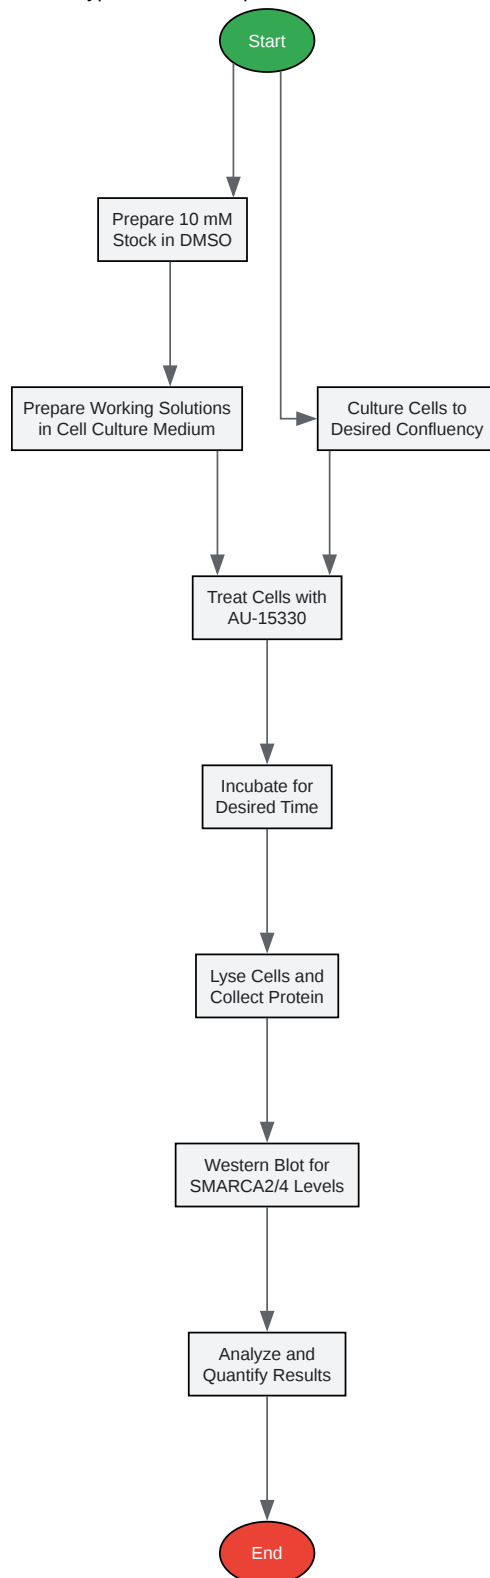 Start
Prepare 10 mM
Stock in DMSO
Prepare Working Solutions
in Cell Culture Medium
Culture Cells to
Desired Confluency
Treat Cells with
AU-15330
Incubate for
Desired Time
Lyse Cells and
Collect Protein
Western Blot for
SMARCA2/4 Levels
Analyze and
Quantify Results
End